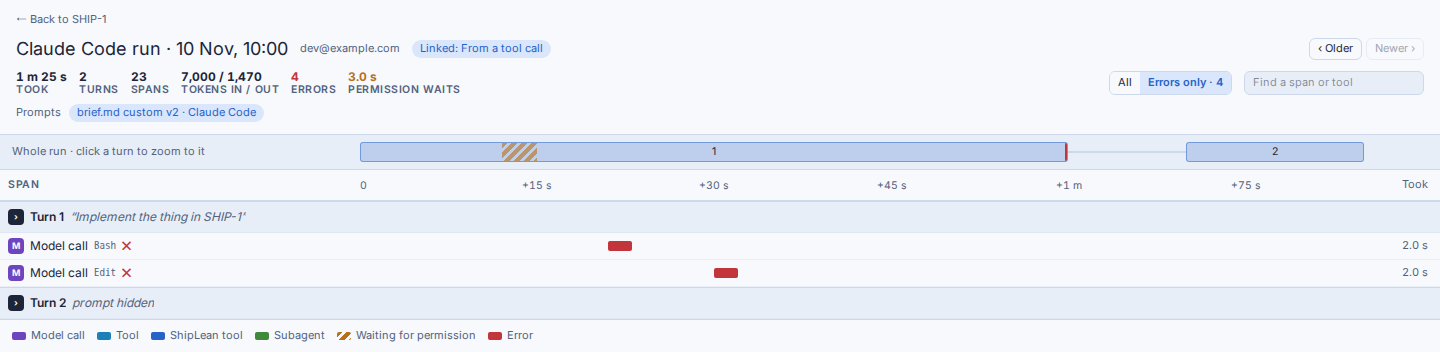 ← Back to SHIP-1
Claude Code run · 10 Nov, 10:00 dev@example.com Linked: From a tool call ‹ Older Newer ›
1 m 25 s 2 23 7,000 / 1,470 4 3.0 s
TOOK TURNS SPANS TOKENS IN / OUT ERRORS PERMISSION WAITS
All Errors only · 4 Find a span or tool
Prompts brief.md custom v2 · Claude Code
Whole run · click a turn to zoom to it 1 2
SPAN 0 +15 s +30 s +45 s +1 m +75 s Took
› Turn 1 "Implement the thing in SHIP-1"
M Model call Bash ✕ 2.0 s
M Model call Edit ✕ 2.0 s
› Turn 2 prompt hidden
Model call Tool ShipLean tool Subagent Waiting for permission Error